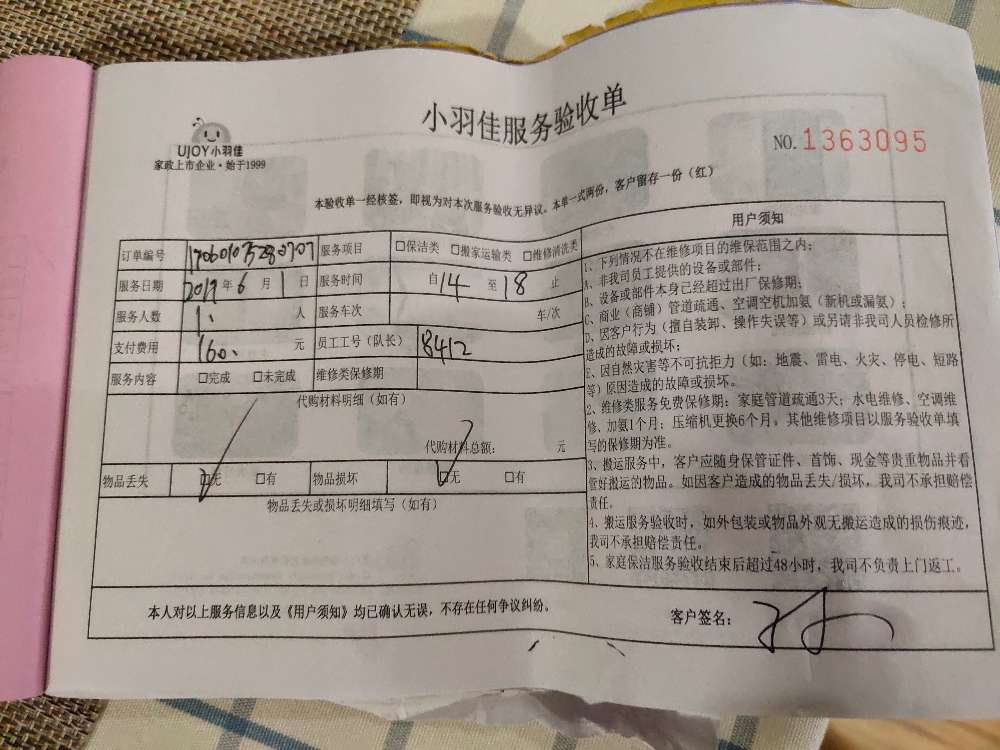 小羽佳服务验收单
UJOY小羽佳
家政上市企业·始于1999
NO.1363095
本验收单一经核签，即视为对本次服务验收无异议。本单一式两份，客户留存一份（红）
订单编号 服务项目 □保洁类 □搬家运输类 □维修清洗类
服务日期 2019年6月1日 服务时间 自14至18止
服务人数 1.人 服务车次 车/次
支付费用 160.元 员工工号（队长） 8412
服务内容 □完成 □未完成 维修类保修期
代购材料明细（如有）
代购材料总额： 元
物品丢失 □无 □有 物品损坏 □无 □有
物品丢失或损坏明细填写（如有）
用户须知
1、下列情况不在维修项目的维保范围之内：
A、非我司员工提供的设备或部件；
B、设备或部件本身已经超过出厂保修期；
C、商业（商铺）管道疏通、空调空机加氨（新机或漏氨）；
D、因客户行为（擅自装卸、操作失误等）或另请非我司人员检修所
造成的故障或损坏；
E、因自然灾害等不可抗拒力（如：地震、雷电、火灾、停电、短路
等）原因造成的故障或损坏。
2、维修类服务免费保修期：家庭管道疏通3天；水电维修、空调维
修、加氨1个月；压缩机更换6个月，其他维修项目以服务验收单填
写的保修期为准。
3、搬运服务中，客户应随身保管证件、首饰、现金等贵重物品并看
管好搬运的物品。如因客户造成的物品丢失/损坏，我司不承担赔偿
责任。
4、搬运服务验收时，如外包装或物品外观无搬运造成的损伤痕迹，
我司不承担赔偿责任。
5、家庭保洁服务验收结束后超过48小时，我司不负责上门返工。
本人对以上服务信息以及《用户须知》均已确认无误，不存在任何争议纠纷。
客户签名：